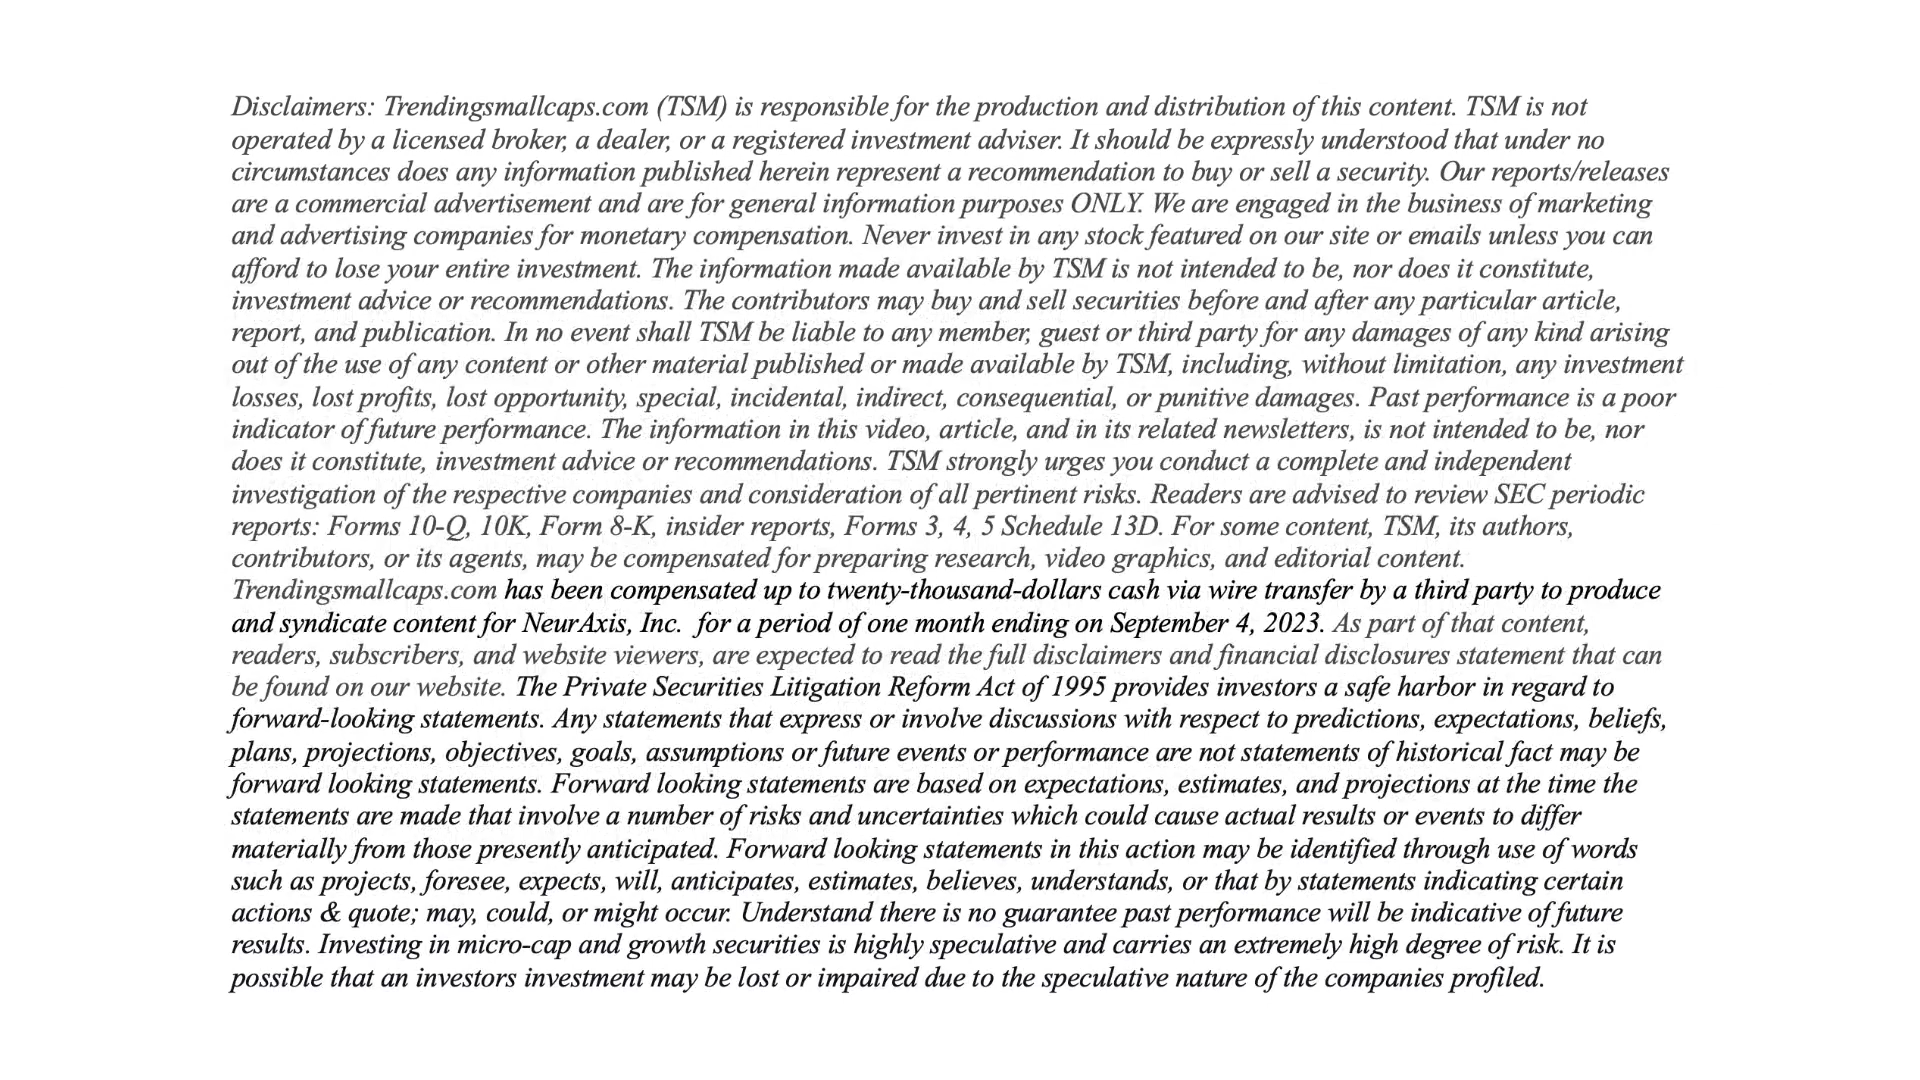 Disclaimers: Trendingsmallcaps.com (TSM) is responsible for the production and distribution of this content. TSM is not
operated by a licensed broker, a dealer, or a registered investment adviser. It should be expressly understood that under no
circumstances does any information published herein represent a recommendation to buy or sell a security. Our reports/releases
are a commercial advertisement and are for general information purposes ONLY. We are engaged in the business of marketing
and advertising companies for monetary compensation. Never invest in any stock featured on our site or emails unless you can
afford to lose your entire investment. The information made available by TSM is not intended to be, nor does it constitute,
investment advice or recommendations. The contributors may buy and sell securities before and after any particular article,
report, and publication. In no event shall TSM be liable to any member, guest or third party for any damages of any kind arising
out of the use of any content or other material published or made available by TSM, including, without limitation, any investment
losses, lost profits, lost opportunity, special, incidental, indirect, consequential, or punitive damages. Past performance is a poor
indicator of future performance. The information in this video, article, and in its related newsletters, is not intended to be, nor
does it constitute, investment advice or recommendations. TSM strongly urges you conduct a complete and independent
investigation of the respective companies and consideration of all pertinent risks. Readers are advised to review SEC periodic
reports: Forms 10-Q, 10K, Form 8-K, insider reports, Forms 3, 4, 5 Schedule 13D. For some content, TSM, its authors,
contributors, or its agents, may be compensated for preparing research, video graphics, and editorial content.
Trendingsmallcaps.com has been compensated up to twenty-thousand-dollars cash via wire transfer by a third party to produce
and syndicate content for NeurAxis, Inc. for a period of one month ending on September 4, 2023. As part of that content,
readers, subscribers, and website viewers, are expected to read the full disclaimers and financial disclosures statement that can
be found on our website. The Private Securities Litigation Reform Act of 1995 provides investors a safe harbor in regard to
forward-looking statements. Any statements that express or involve discussions with respect to predictions, expectations, beliefs,
plans, projections, objectives, goals, assumptions or future events or performance are not statements of historical fact may be
forward looking statements. Forward looking statements are based on expectations, estimates, and projections at the time the
statements are made that involve a number of risks and uncertainties which could cause actual results or events to differ
materially from those presently anticipated. Forward looking statements in this action may be identified through use of words
such as projects, foresee, expects, will, anticipates, estimates, believes, understands, or that by statements indicating certain
actions & quote; may, could, or might occur. Understand there is no guarantee past performance will be indicative of future
results. Investing in micro-cap and growth securities is highly speculative and carries an extremely high degree of risk. It is
possible that an investors investment may be lost or impaired due to the speculative nature of the companies profiled.